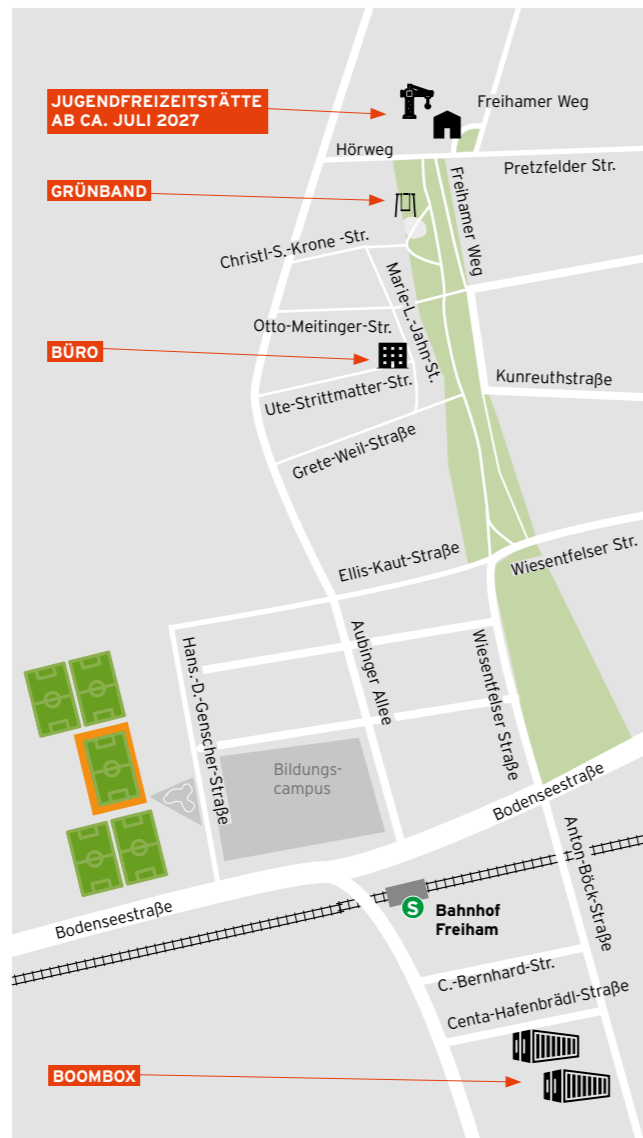 JUGENDFREIZEITSTÄTTE
AB CA. JULI 2027
Freihamer Weg
Hörweg
Pretzfelder Str.
GRÜNBAND
Freihamer Weg
Christl-S.-Krone -Str.
Marie-L.-Jahn-St.
Otto-Meitinger-Str.
BÜRO
Kunreuthstraße
Ute-Strittmatter-Str.
Grete-Weil-Straße
Ellis-Kaut-Straße
Wiesentfelser Str.
Hans.-D.-Genscher-Straße
Aubinger Allee
Wiesentfelser Straße
Bildungs-
campus
Bodenseestraße
Anton-Böck-Straße
Bodenseestraße
S
Bahnhof
Freiham
C.-Bernhard-Str.
Centa-Hafenbrädl-Straße
BOOMBOX